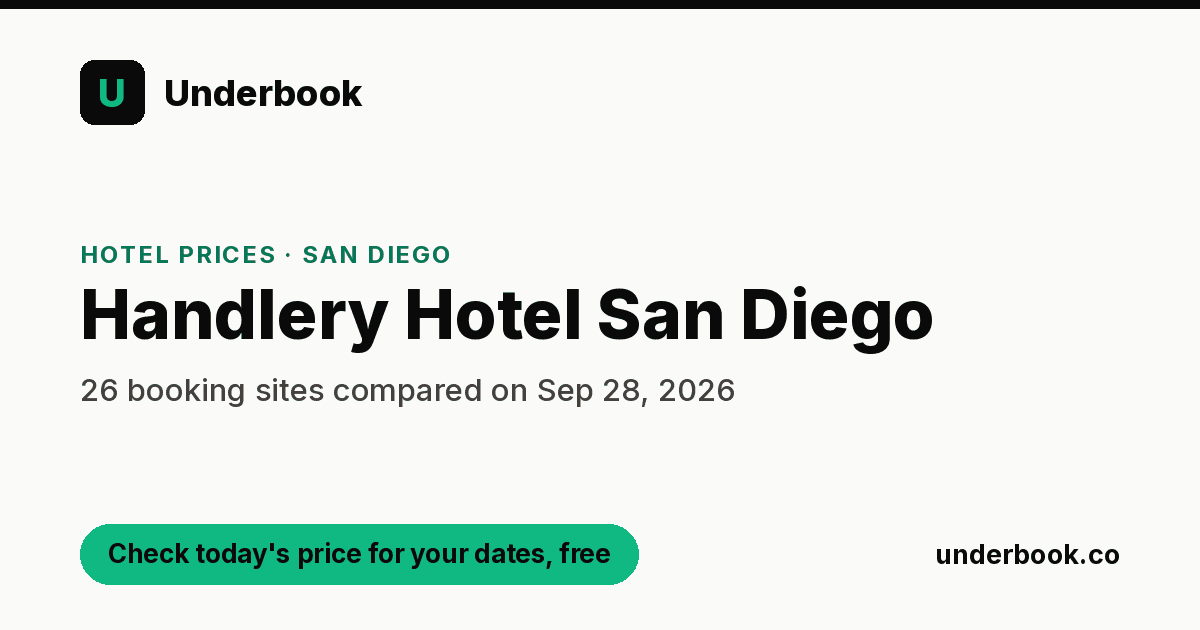 U Underbook
HOTEL PRICES · SAN DIEGO
Handlery Hotel San Diego
26 booking sites compared on Sep 28, 2026
Check today's price for your dates, free
underbook.co